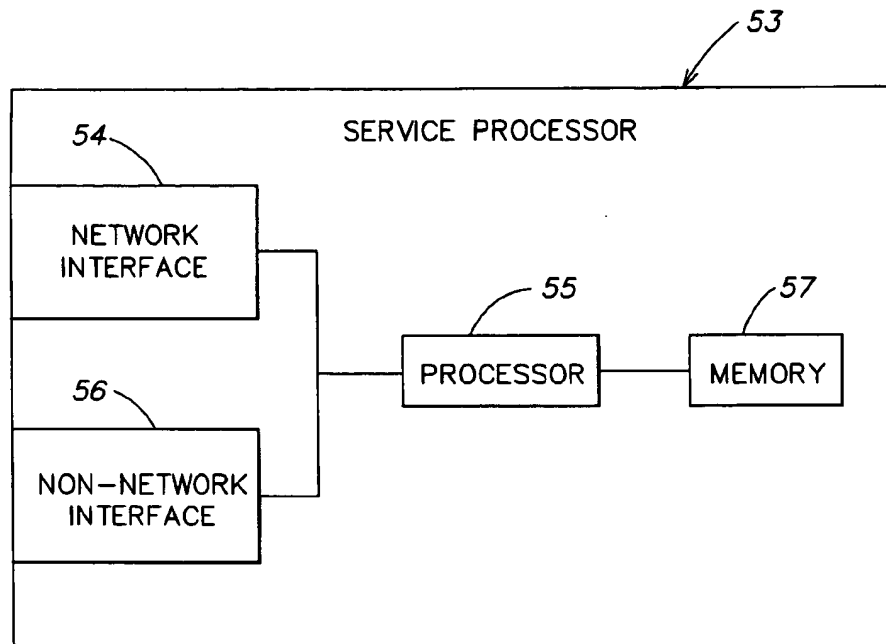 53
SERVICE PROCESSOR
54
NETWORK
INTERFACE
55
PROCESSOR
57
MEMORY
56
NON-NETWORK
INTERFACE